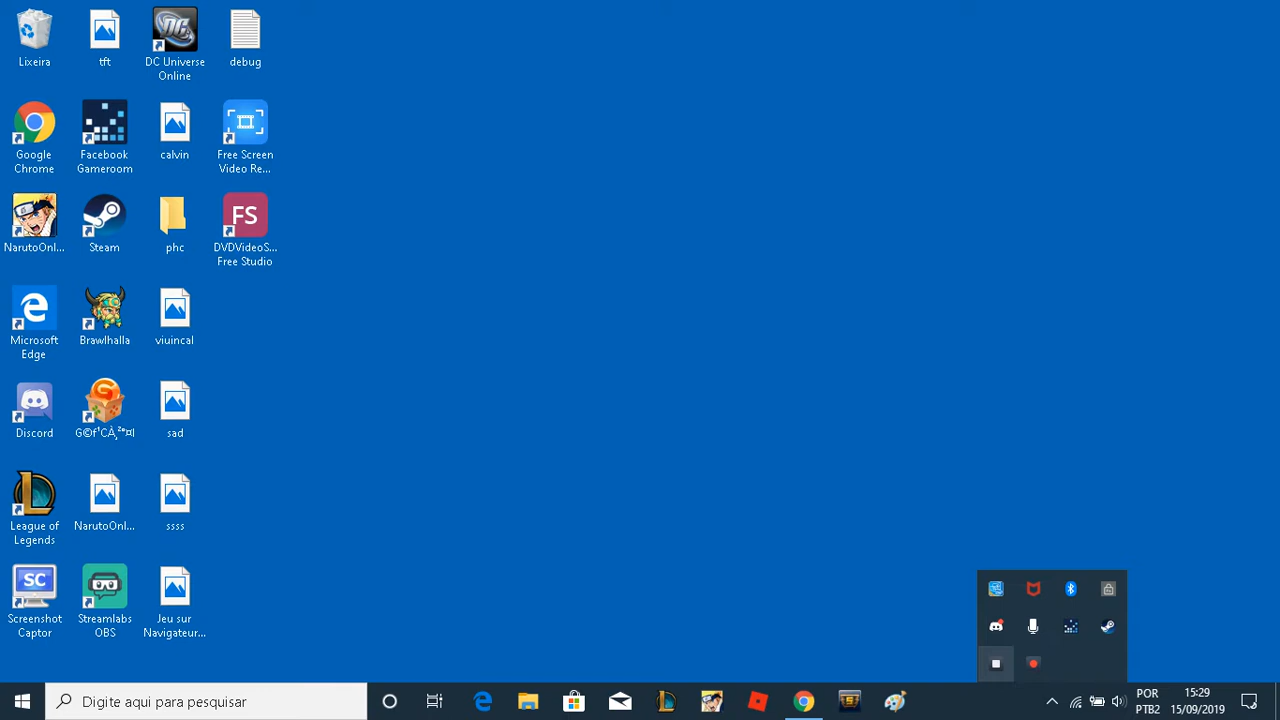 Lixeira
tft
DC Universe
Online
debug
Google
Chrome
Facebook
Gameroom
calvin
Free Screen
Video Re...
NarutoOnl...
Steam
phc
FS
DVDVideoS...
Free Studio
Microsoft
Edge
Brawlhalla
viuincal
Discord
G©f'CÀ¸²°¤I
sad
League of
Legends
NarutoOnl...
ssss
SC
Screenshot
Captor
Streamlabs
OBS
Jeu sur
Navigateur...
Digite aqui para pesquisar
POR
PTB2
15:29
15/09/2019